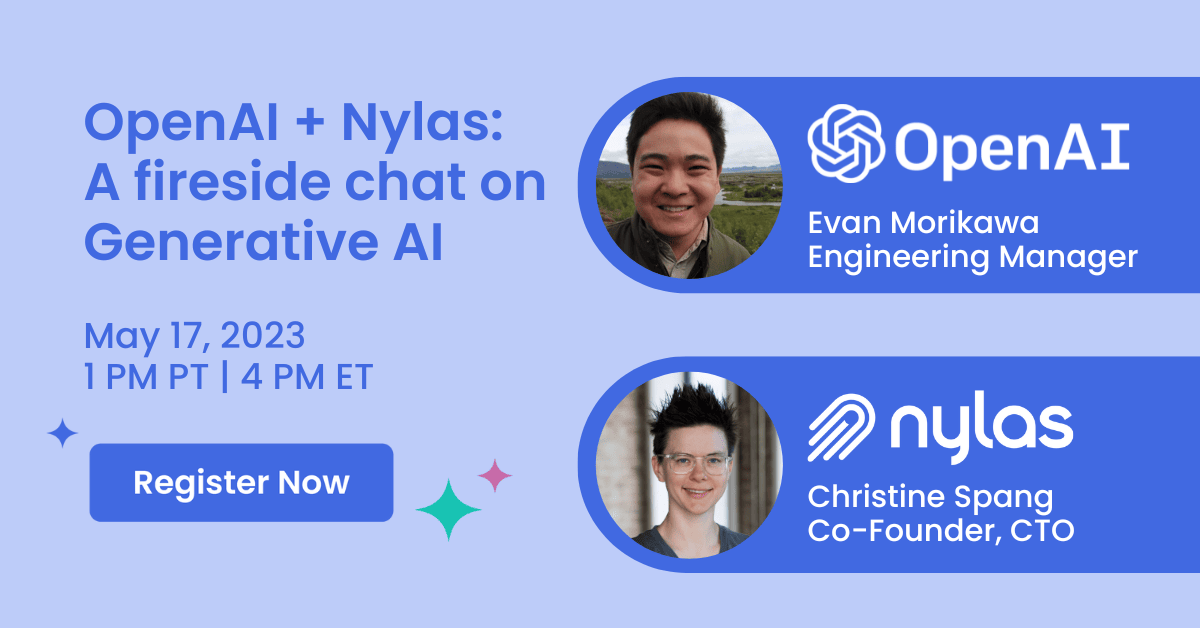 OpenAI + Nylas:
A fireside chat on
Generative AI
May 17, 2023
1 PM PT | 4 PM ET
Register Now
OpenAI
Evan Morikawa
Engineering Manager
nylas
Christine Spang
Co-Founder, CTO